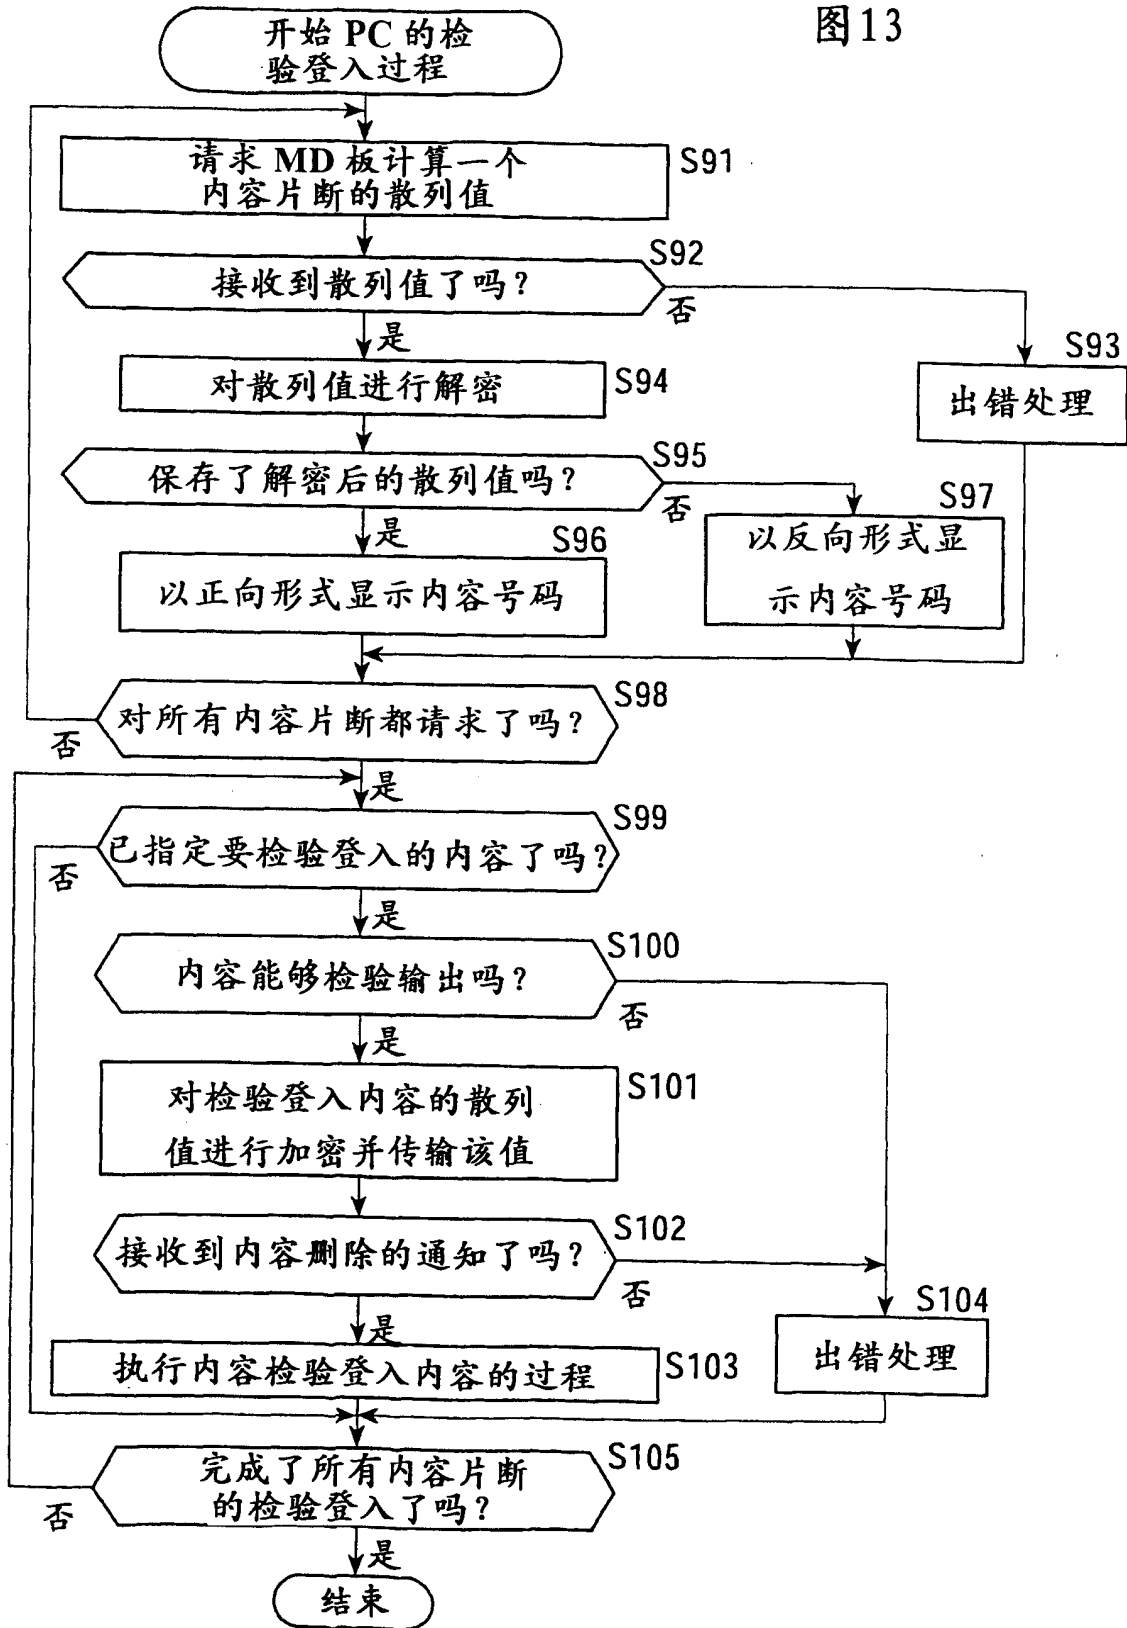 图13
开始 PC 的检
验登入过程
请求 MD 板计算一个
内容片断的散列值
S91
接收到散列值了吗?
S92
否
是
S93
出错处理
对散列值进行解密
S94
保存了解密后的散列值吗?
S95
否
是
S96
以正向形式显示内容号码
S97
以反向形式显
示内容号码
对所有内容片断都请求了吗?
S98
否
是
已指定要检验登入的内容了吗?
S99
否
是
内容能够检验输出吗?
S100
否
是
对检验登入内容的散列
值进行加密并传输该值
S101
接收到内容删除的通知了吗?
S102
否
是
S104
出错处理
执行内容检验登入内容的过程
S103
完成了所有内容片断
的检验登入了吗?
S105
否
是
结束